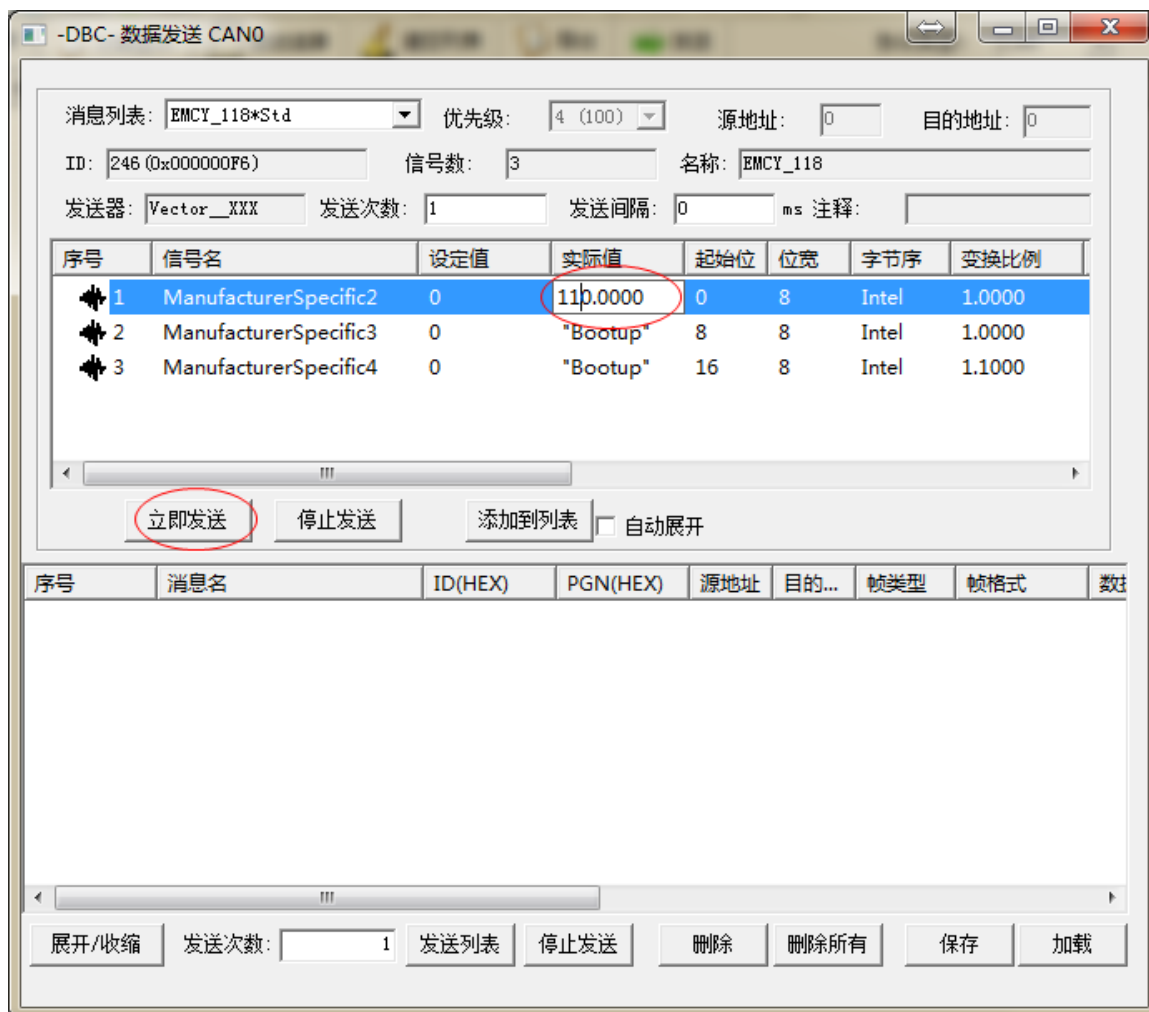 -DBC- 数据发送 CAN0
消息列表: EMCY_118*Std 优先级: 4 (100) 源地址: 0 目的地址: 0
ID: 246(0x000000F6) 信号数: 3 名称: EMCY_118
发送器: Vector__XXX 发送次数: 1 发送间隔: 0 ms 注释:
序号 信号名 设定值 实际值 起始位 位宽 字节序 变换比例
1 ManufacturerSpecific2 0 110.0000 0 8 Intel 1.0000
2 ManufacturerSpecific3 0 "Bootup" 8 8 Intel 1.0000
3 ManufacturerSpecific4 0 "Bootup" 16 8 Intel 1.1000
立即发送 停止发送 添加到列表 自动展开
序号 消息名 ID(HEX) PGN(HEX) 源地址 目的... 帧类型 帧格式 数据
展开/收缩 发送次数: 1 发送列表 停止发送 删除 删除所有 保存 加载